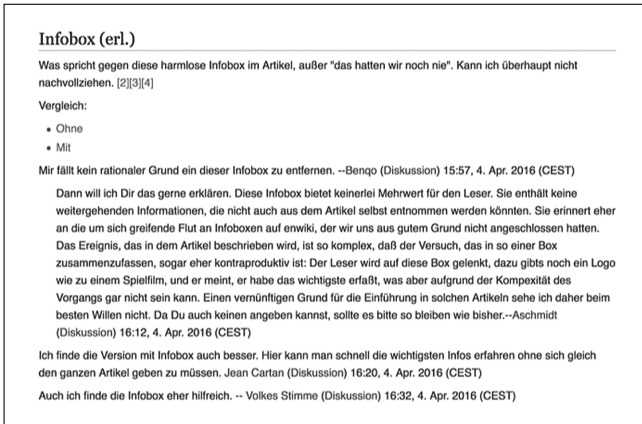 Infobox (erl.)
Was spricht gegen diese harmlose Infobox im Artikel, außer "das hatten wir noch nie". Kann ich überhaupt nicht
nachvollziehen. [2][3][4]
Vergleich:
• Ohne
• Mit
Mir fällt kein rationaler Grund ein dieser Infobox zu entfernen. --Benqo (Diskussion) 15:57, 4. Apr. 2016 (CEST)
Dann will ich Dir das gerne erklären. Diese Infobox bietet keinerlei Mehrwert für den Leser. Sie enthält keine
weitergehenden Informationen, die nicht auch aus dem Artikel selbst entnommen werden könnten. Sie erinnert eher
an die um sich greifende Flut an Infoboxen auf enwiki, der wir uns aus gutem Grund nicht angeschlossen hatten.
Das Ereignis, das in dem Artikel beschrieben wird, ist so komplex, daß der Versuch, das in so einer Box
zusammenzufassen, sogar eher kontraproduktiv ist: Der Leser wird auf diese Box gelenkt, dazu gibts noch ein Logo
wie zu einem Spielfilm, und er meint, er habe das wichtigste erfaßt, was aber aufgrund der Kompexität des
Vorgangs gar nicht sein kann. Einen vernünftigen Grund für die Einführung in solchen Artikeln sehe ich daher beim
besten Willen nicht. Da Du auch keinen angeben kannst, sollte es bitte so bleiben wie bisher.--Aschmidt
(Diskussion) 16:12, 4. Apr. 2016 (CEST)
Ich finde die Version mit Infobox auch besser. Hier kann man schnell die wichtigsten Infos erfahren ohne sich gleich
den ganzen Artikel geben zu müssen. Jean Cartan (Diskussion) 16:20, 4. Apr. 2016 (CEST)
Auch ich finde die Infobox eher hilfreich. -- Volkes Stimme (Diskussion) 16:32, 4. Apr. 2016 (CEST)